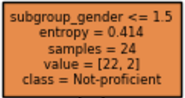 subgroup_gender <= 1.5
entropy = 0.414
samples = 24
value = [22, 2]
class = Not-proficient